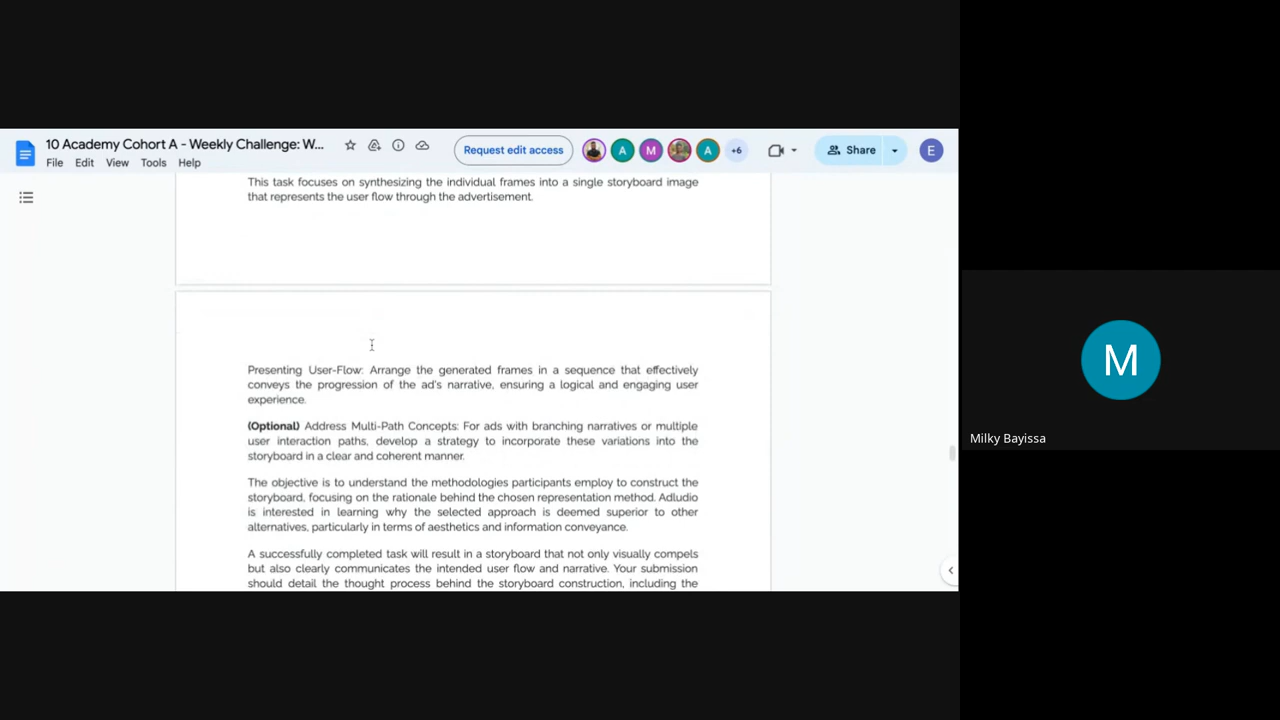 10 Academy Cohort A - Weekly Challenge: W...
File Edit View Tools Help
Request edit access
A
M
A
+6
Share
E
This task focuses on synthesizing the individual frames into a single storyboard image
that represents the user flow through the advertisement.
Presenting User-Flow: Arrange the generated frames in a sequence that effectively
conveys the progression of the ad's narrative, ensuring a logical and engaging user
experience.
(Optional) Address Multi-Path Concepts: For ads with branching narratives or multiple
user interaction paths, develop a strategy to incorporate these variations into the
storyboard in a clear and coherent manner.
The objective is to understand the methodologies participants employ to construct the
storyboard, focusing on the rationale behind the chosen representation method. Adludio
is interested in learning why the selected approach is deemed superior to other
alternatives, particularly in terms of aesthetics and information conveyance.
A successfully completed task will result in a storyboard that not only visually compels
but also clearly communicates the intended user flow and narrative. Your submission
should detail the thought process behind the storyboard construction, including the
M
Milky Bayissa